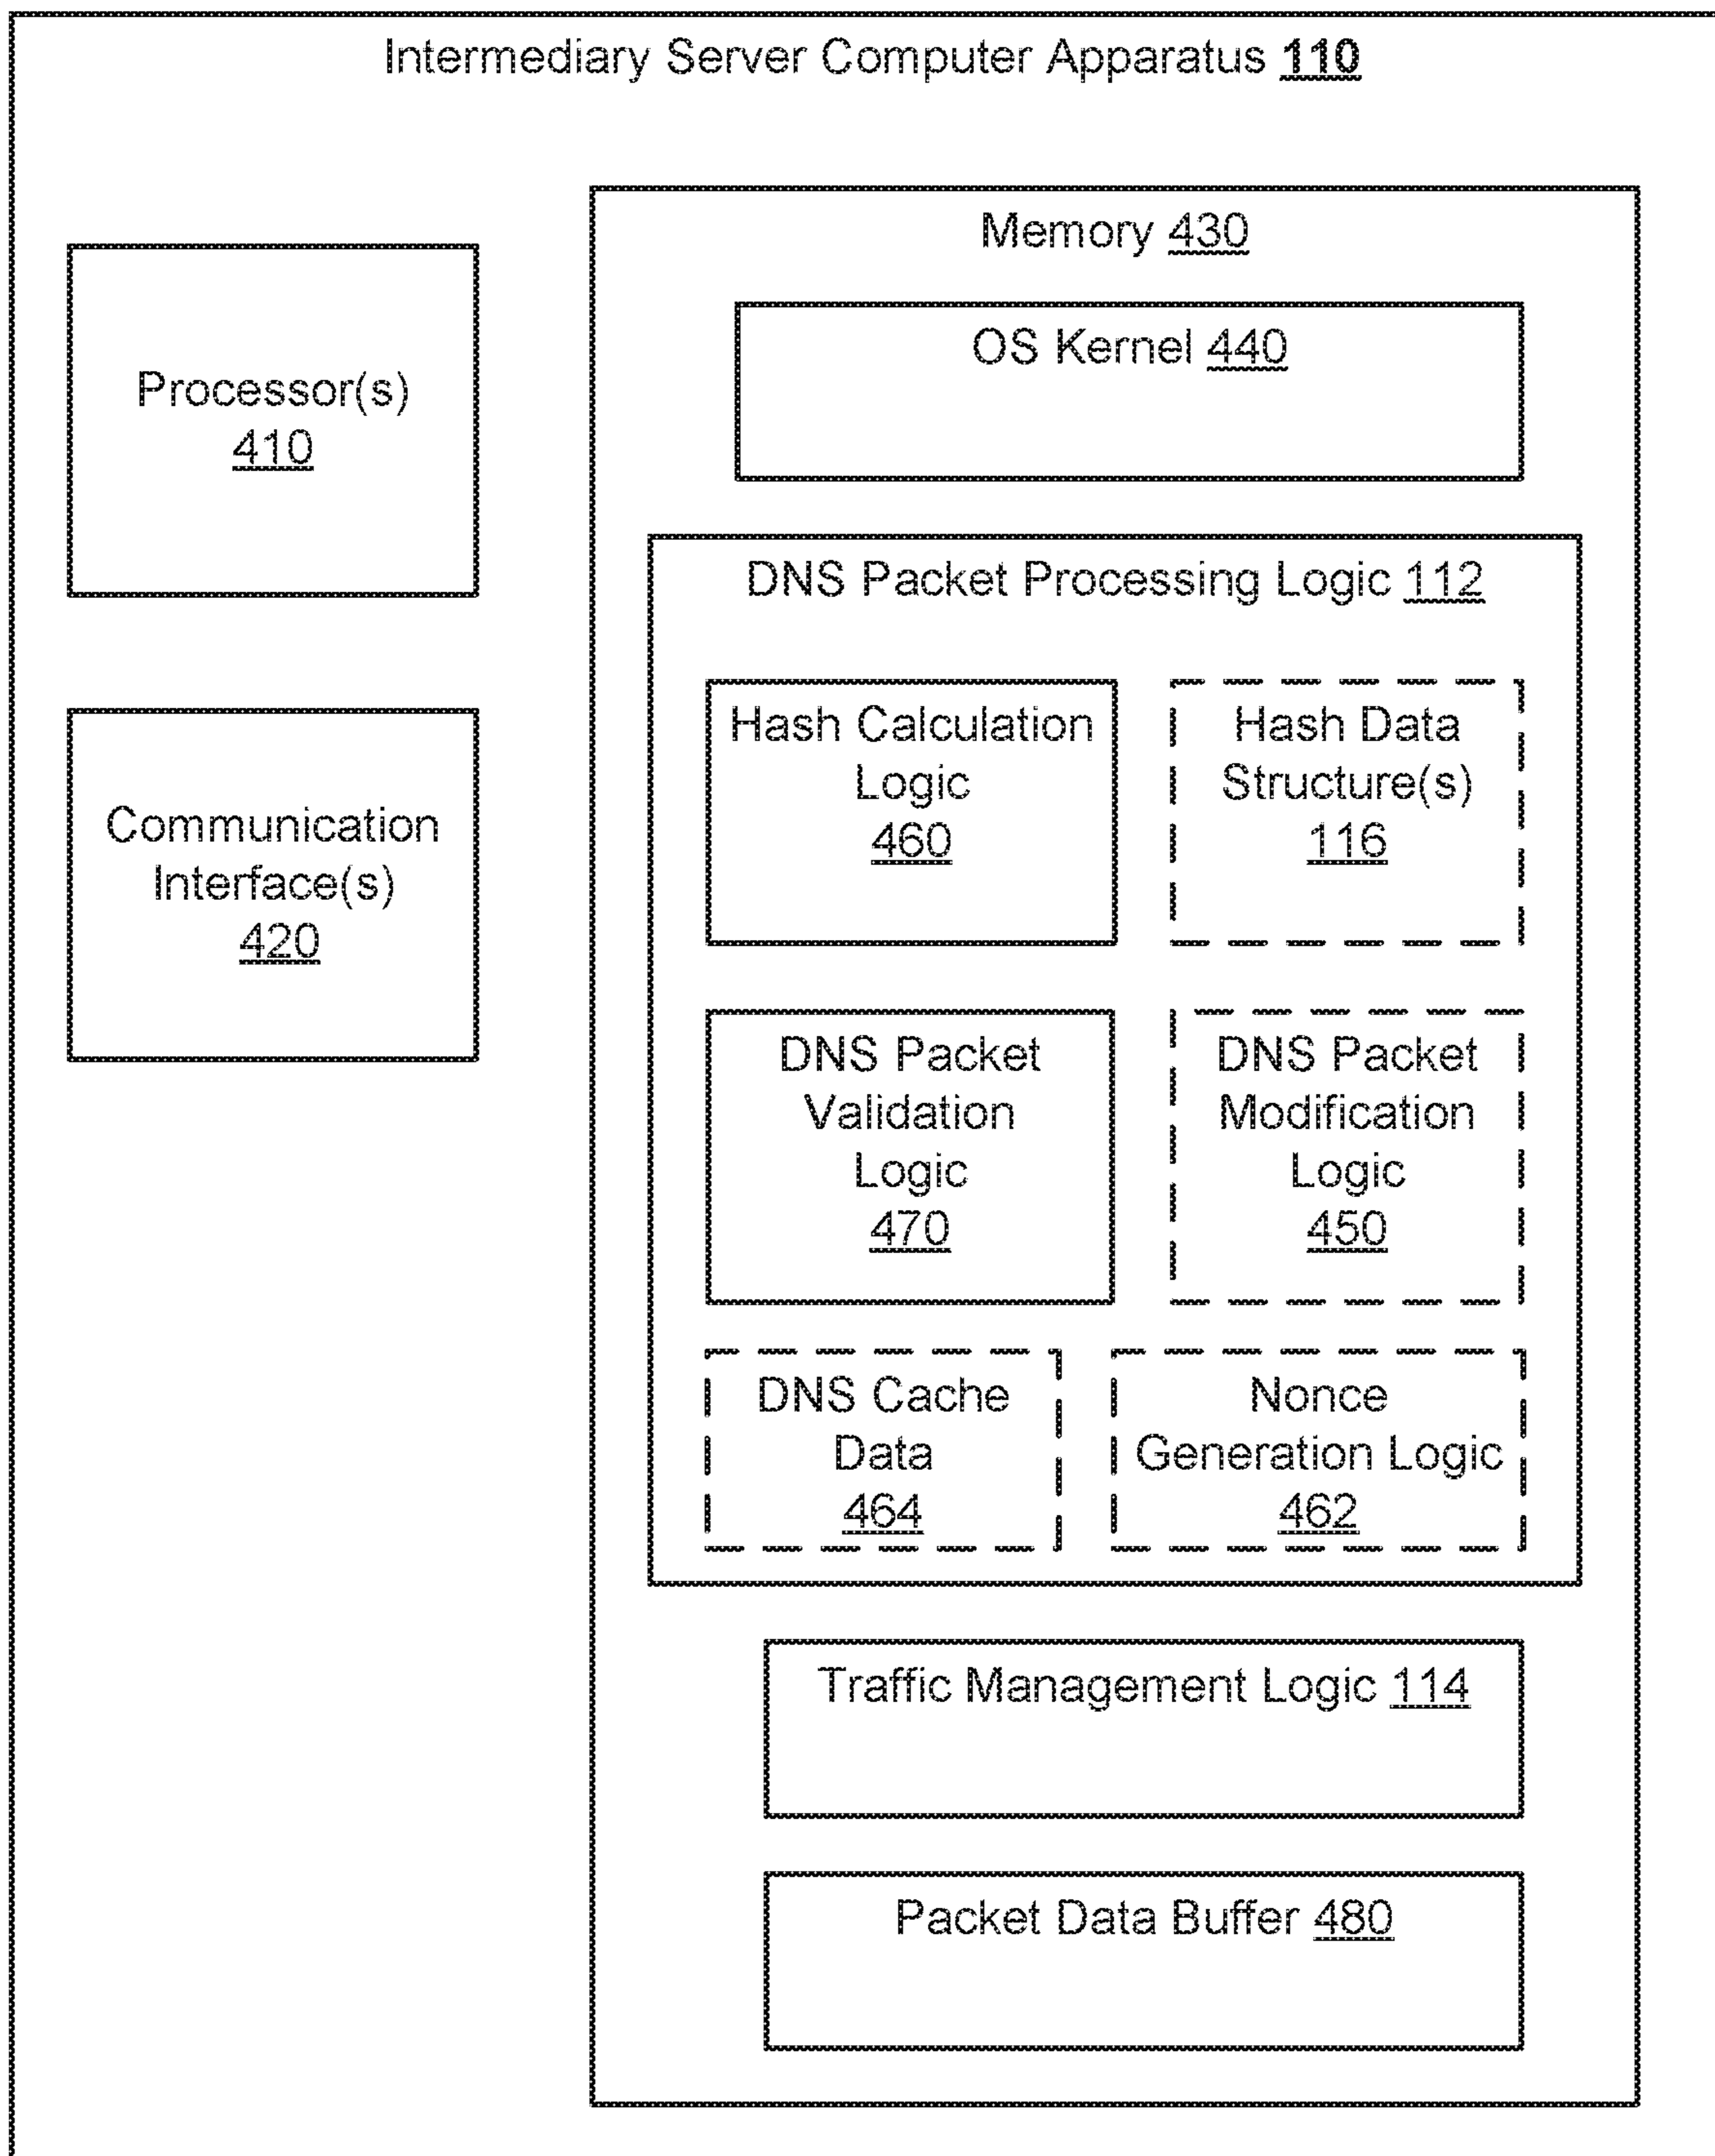 Intermediary Server Computer Apparatus 110
Memory 430
OS Kernel 440
Processor(s)
410
Communication
Interface(s)
420
DNS Packet Processing Logic 112
Hash Calculation
Logic
460
Hash Data
Structure(s)
116
DNS Packet
Validation
Logic
470
DNS Packet
Modification
Logic
450
DNS Cache
Data
464
Nonce
Generation Logic
462
Traffic Management Logic 114
Packet Data Buffer 480